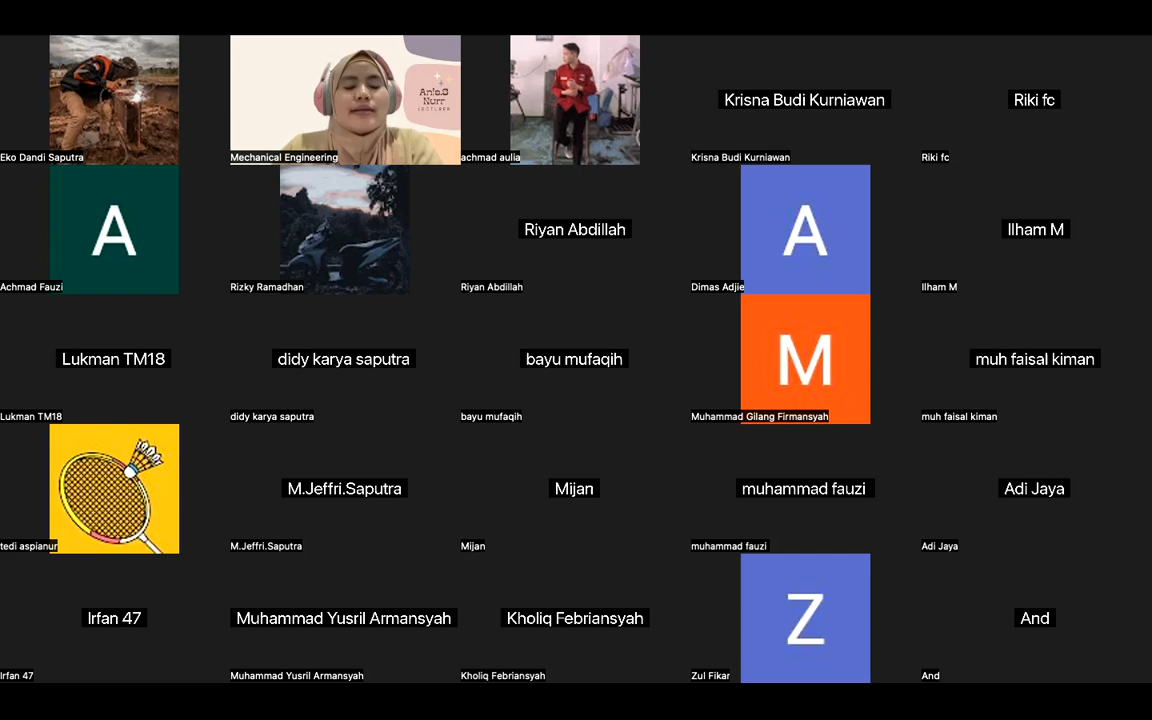 Anis.S
Nurr
LECTURER
Krisna Budi Kurniawan
Riki fc
Eko Dandi Saputra
Mechanical Engineering
achmad aulia
Krisna Budi Kurniawan
Riki fc
A
Riyan Abdillah
A
Ilham M
Achmad Fauzi
Rizky Ramadhan
Riyan Abdillah
Dimas Adjie
Ilham M
Lukman TM18
didy karya saputra
bayu mufaqih
M
muh faisal kiman
Lukman TM18
didy karya saputra
bayu mufaqih
Muhammad Gilang Firmansyah
muh faisal kiman
M.Jeffri.Saputra
Mijan
muhammad fauzi
Adi Jaya
tedi aspianur
M.Jeffri.Saputra
Mijan
muhammad fauzi
Adi Jaya
Irfan 47
Muhammad Yusril Armansyah
Kholiq Febriansyah
Z
And
Irfan 47
Muhammad Yusril Armansyah
Kholiq Febriansyah
Zul Fikar
And